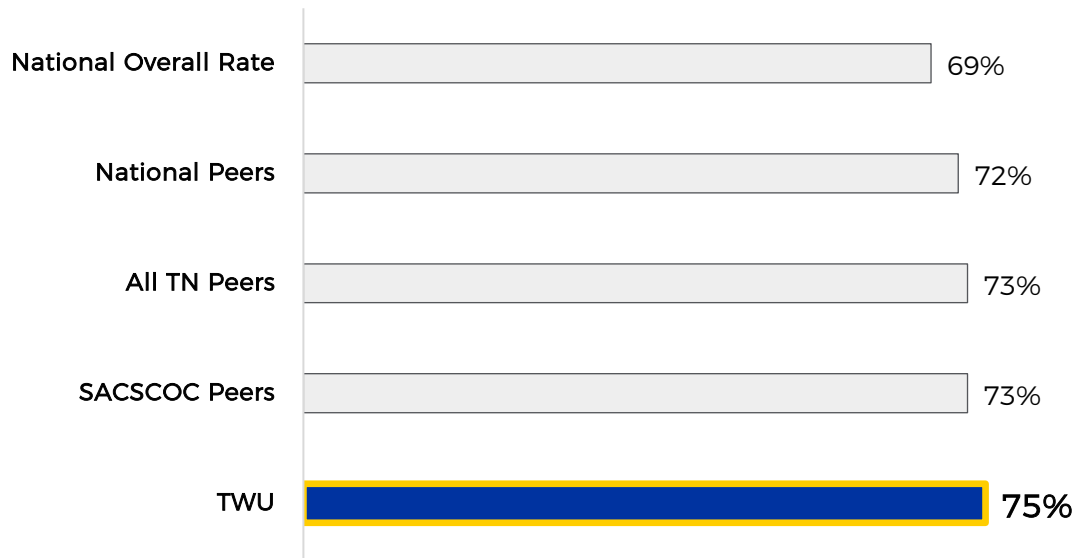 National Overall Rate 69%
National Peers 72%
All TN Peers 73%
SACSCOC Peers 73%
TWU 75%